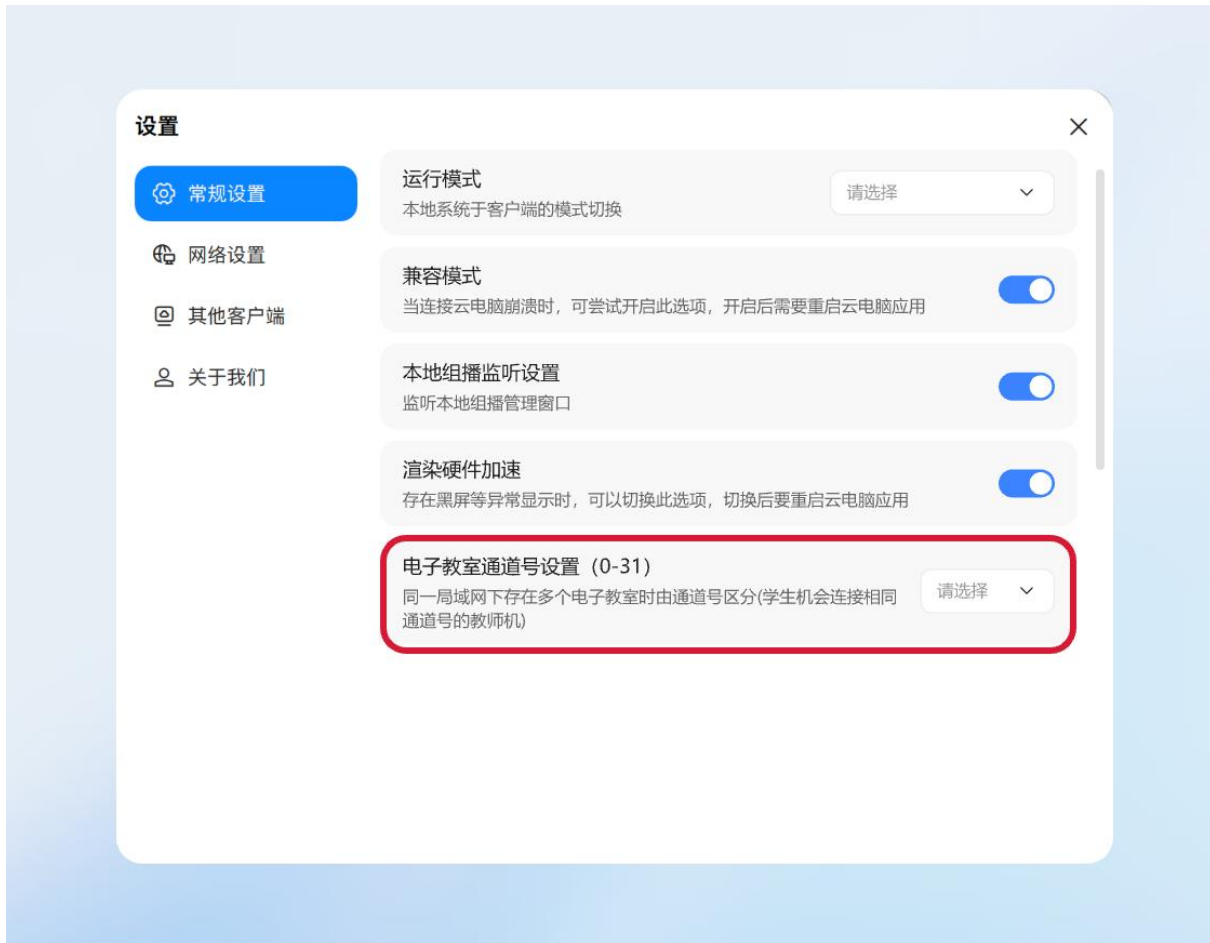 设置
常规设置
网络设置
其他客户端
关于我们
运行模式
本地系统于客户端的模式切换
请选择
兼容模式
当连接云电脑崩溃时，可尝试开启此选项，开启后需要重启云电脑应用
本地组播监听设置
监听本地组播管理窗口
渲染硬件加速
存在黑屏等异常显示时，可以切换此选项，切换后要重启云电脑应用
电子教室通道号设置（0-31）
同一局域网下存在多个电子教室时由通道号区分(学生机会连接相同
通道号的教师机)
请选择